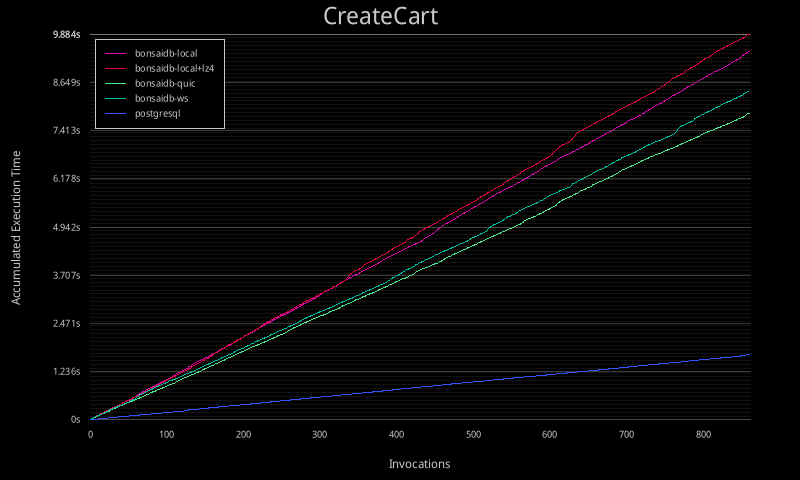 CreateCart
9.884s
8.649s
7.413s
6.178s
4.942s
3.707s
2.471s
1.236s
0s
bonsaidb-local
bonsaidb-local+lz4
bonsaidb-quic
bonsaidb-ws
postgresql
Accumulated Execution Time
0 100 200 300 400 500 600 700 800
Invocations